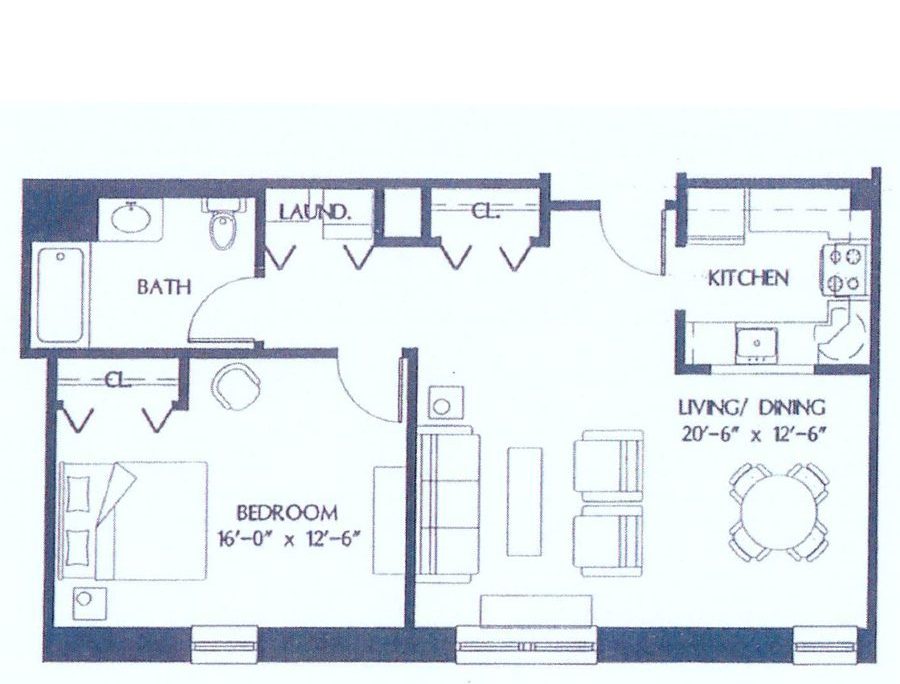 LAUND.
CL.
BATH
KITCHEN
CL.
LIVING/ DINING
20'-6" x 12'-6"
BEDROOM
16'-0" x 12'-6"